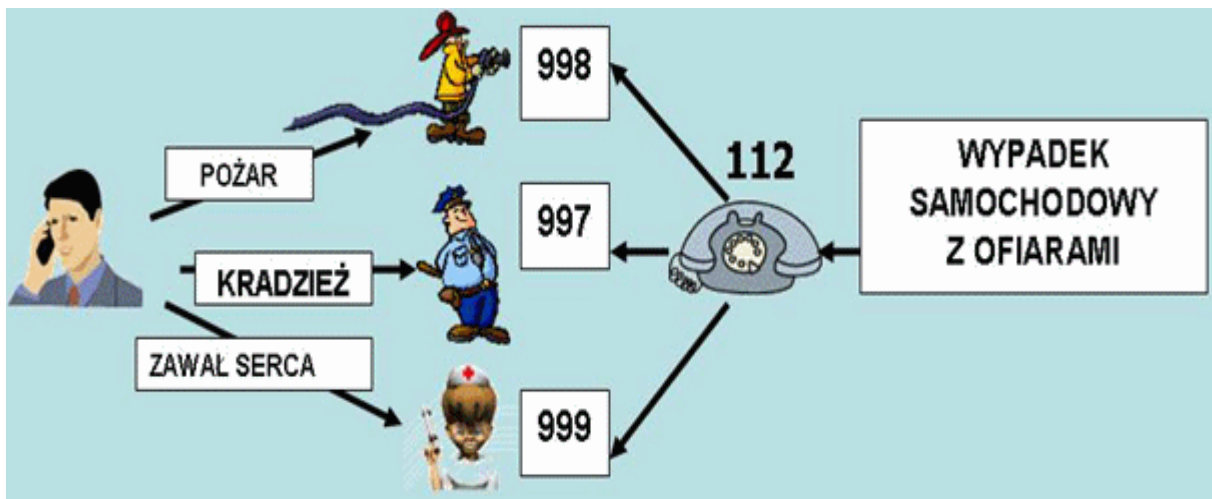 998
POŻAR
112
WYPADEK
SAMOCHODOWY
Z OFIARAMI
997
KRADZIEŻ
ZAWAŁ SERCA
999